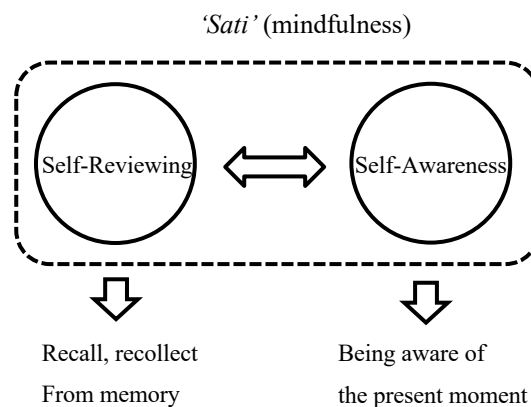 ‘Sati’ (mindfulness)
Self-Reviewing
Self-Awareness
Recall, recollect
From memory
Being aware of
the present moment